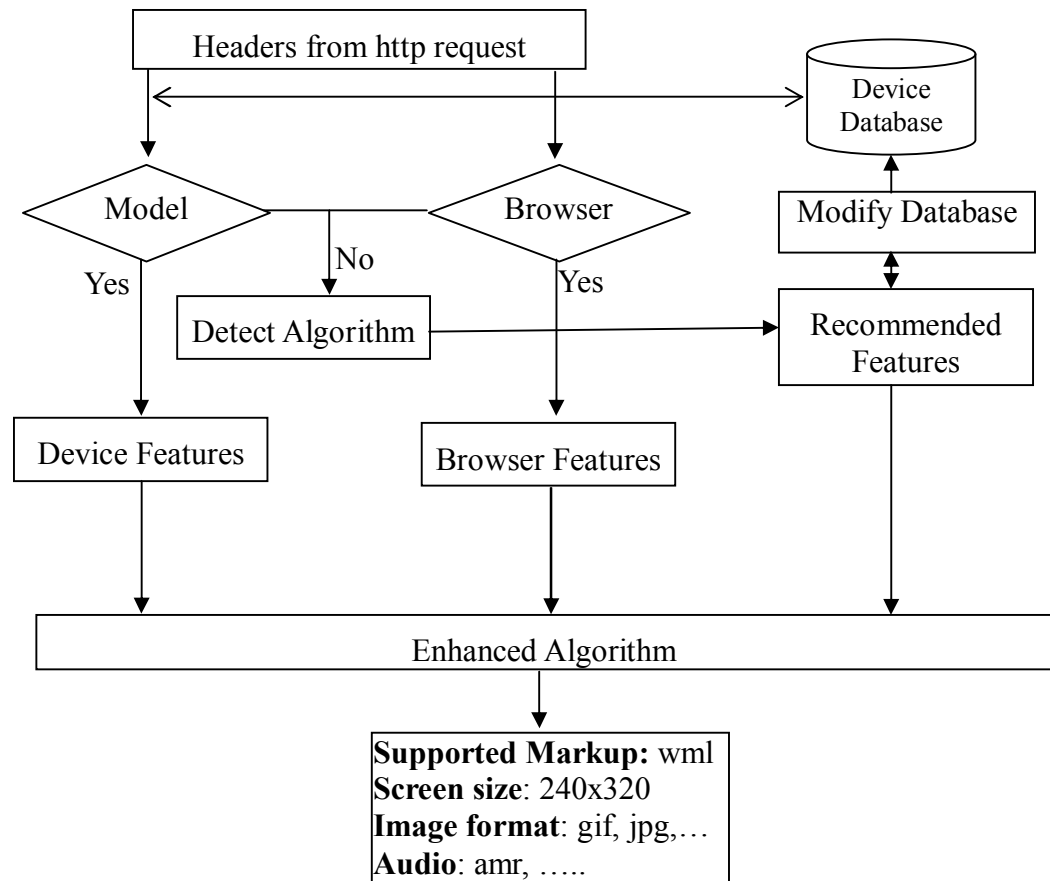 Headers from http request
Device
Database
Model
Browser
Modify Database
No
Yes
Yes
Detect Algorithm
Recommended
Features
Device Features
Browser Features
Enhanced Algorithm
Supported Markup: wml
Screen size: 240x320
Image format: gif, jpg,…
Audio: amr, …..